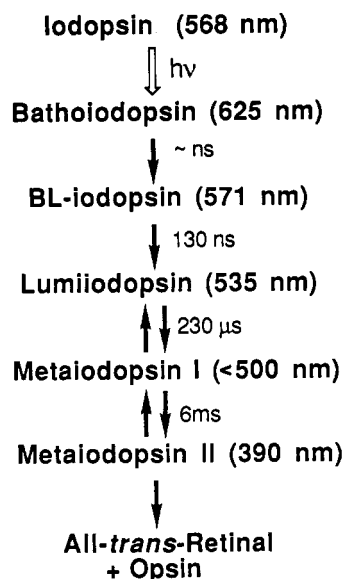 Iodopsin (568 nm)
hν
Bathoiodopsin (625 nm)
~ ns
BL-iodopsin (571 nm)
130 ns
Lumiiodopsin (535 nm)
230 μs
Metaiodopsin I (<500 nm)
6ms
Metaiodopsin II (390 nm)
All-trans-Retinal
+ Opsin